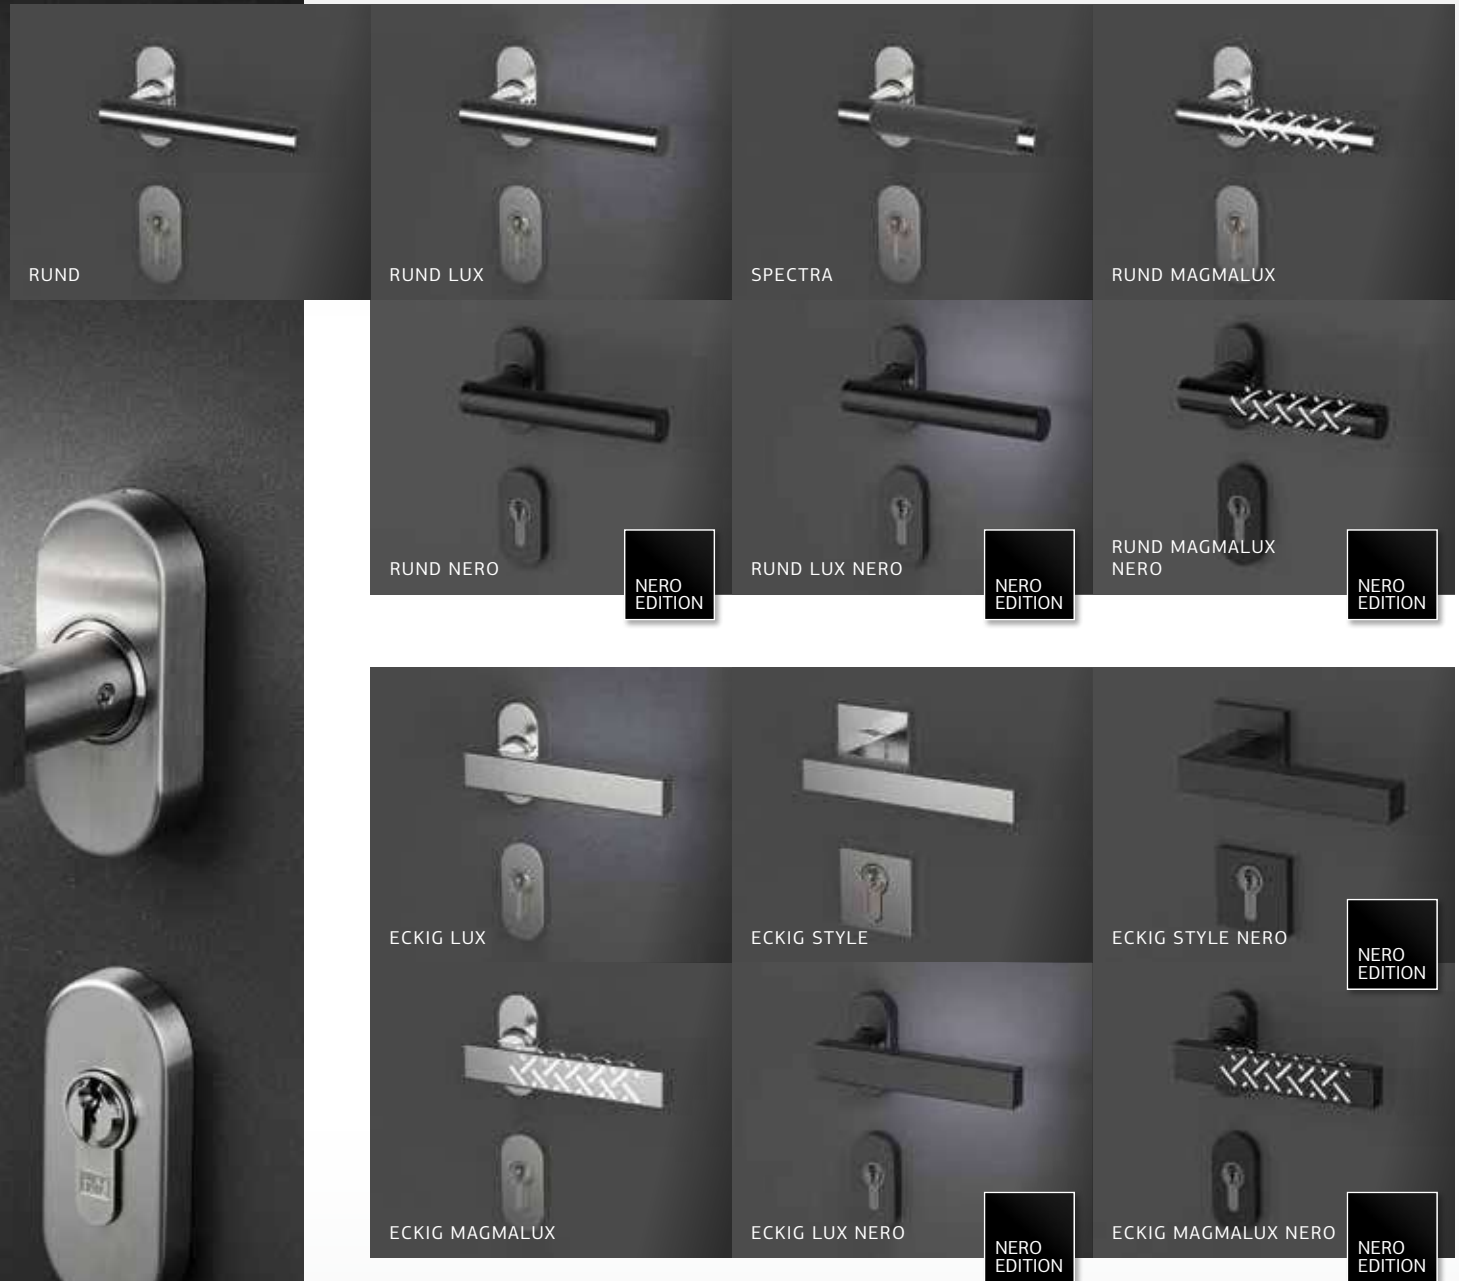 RUND
RUND LUX
SPECTRA
RUND MAGMALUX
RUND NERO
NERO
EDITION
RUND LUX NERO
NERO
EDITION
RUND MAGMALUX
NERO
NERO
EDITION
ECKIG LUX
ECKIG STYLE
ECKIG STYLE NERO
NERO
EDITION
ECKIG MAGMALUX
ECKIG LUX NERO
NERO
EDITION
ECKIG MAGMALUX NERO
NERO
EDITION